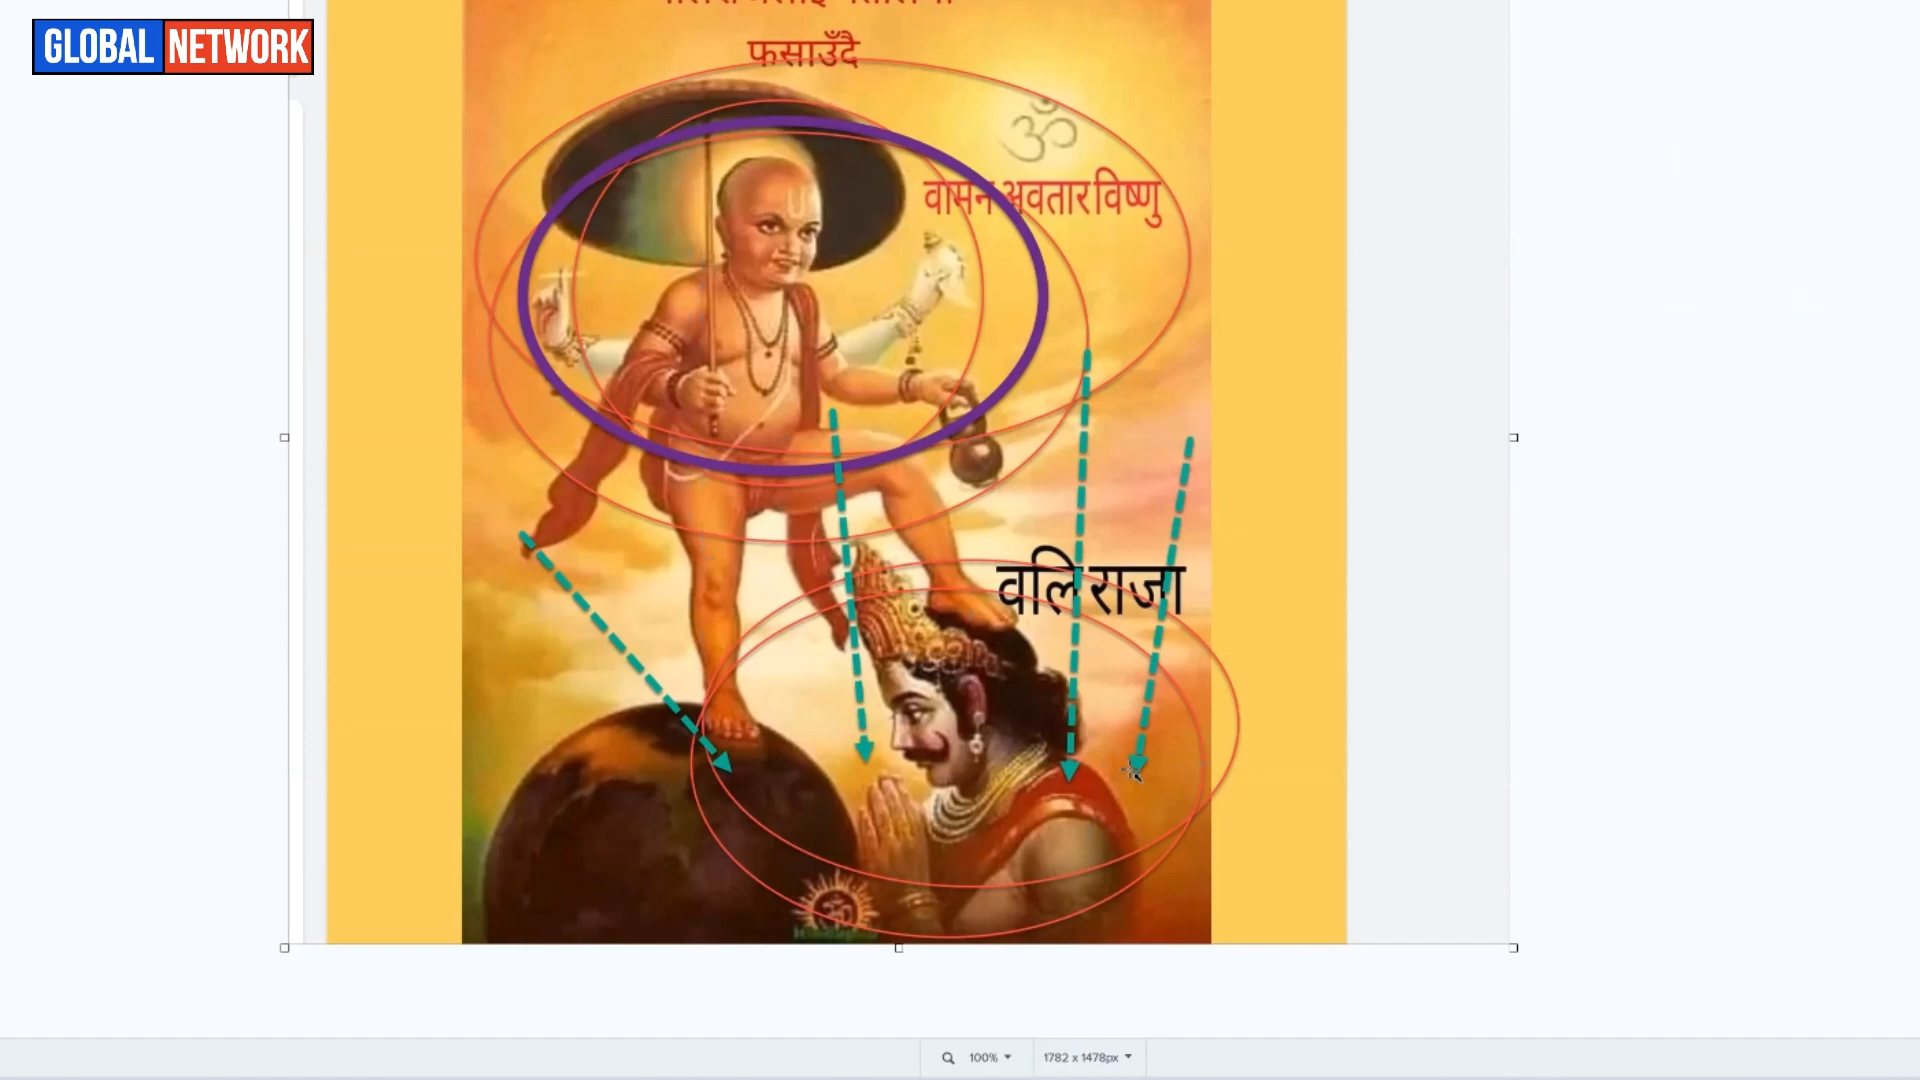 GLOBAL NETWORK
फसाउँदै
ॐ
वामन अवतार विष्णु
वलि राजा
ॐ
100%
1782 x 1478px